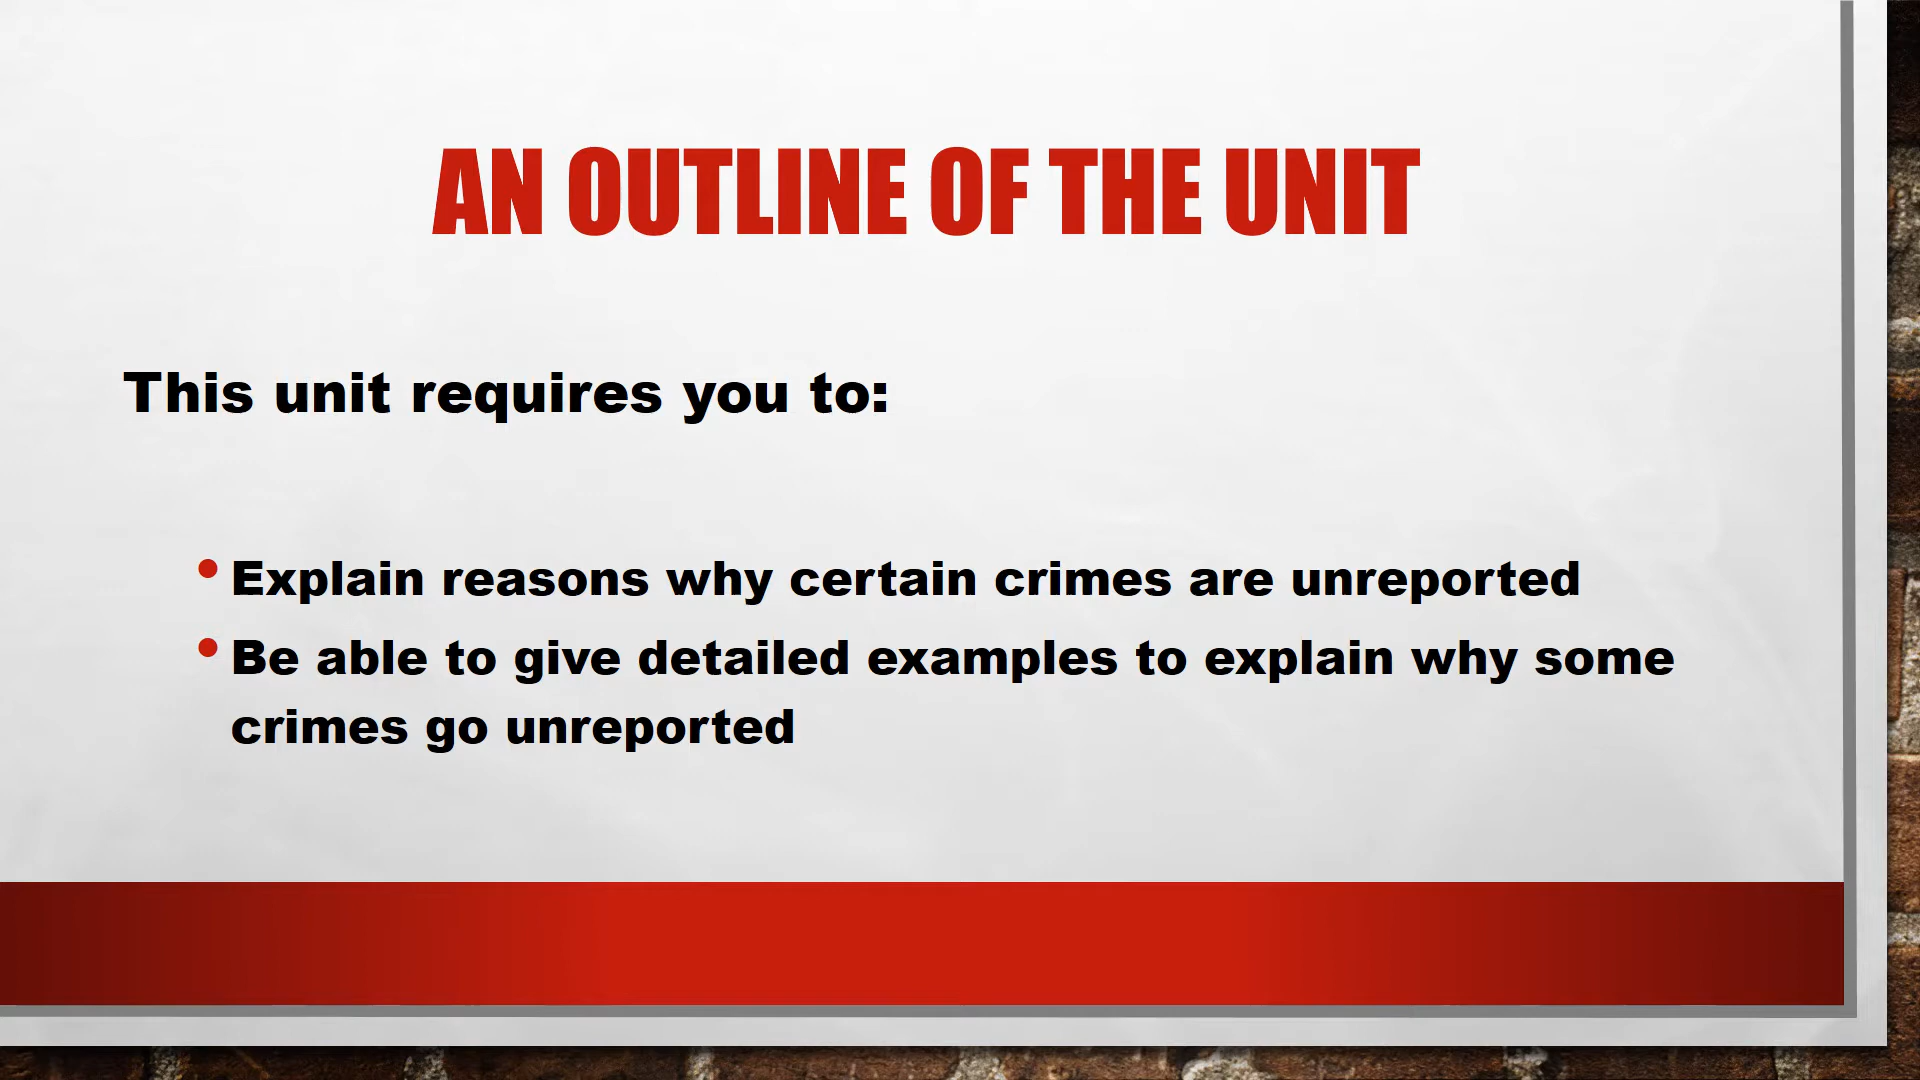 AN OUTLINE OF THE UNIT
This unit requires you to:
• Explain reasons why certain crimes are unreported
• Be able to give detailed examples to explain why some
crimes go unreported